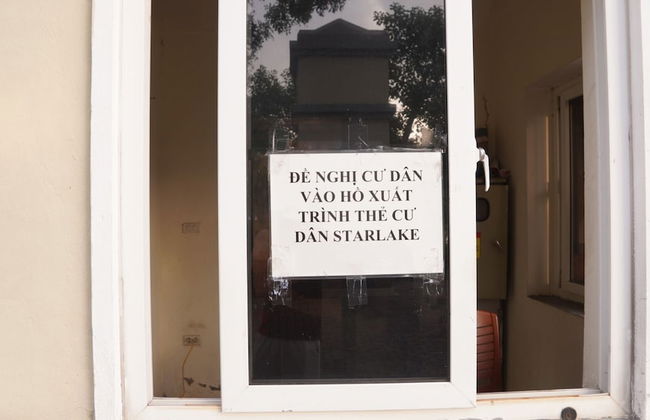 ĐỀ NGHỊ CƯ DÂN
VÀO HỒ XUẤT
TRÌNH THẺ CƯ
DÂN STARLAKE